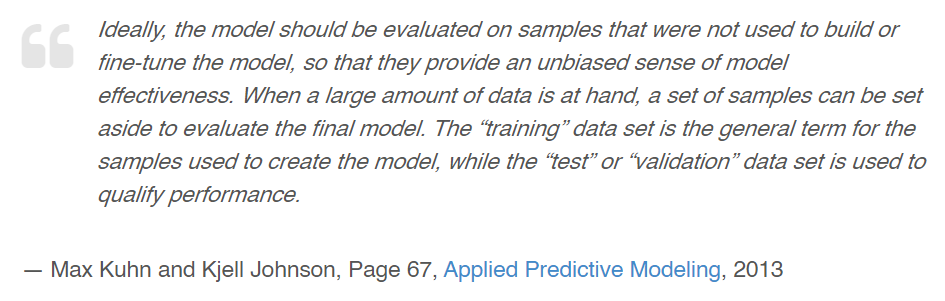 Ideally, the model should be evaluated on samples that were not used to build or
fine-tune the model, so that they provide an unbiased sense of model
effectiveness. When a large amount of data is at hand, a set of samples can be set
aside to evaluate the final model. The “training” data set is the general term for the
samples used to create the model, while the “test” or “validation” data set is used to
qualify performance.
— Max Kuhn and Kjell Johnson, Page 67, Applied Predictive Modeling, 2013